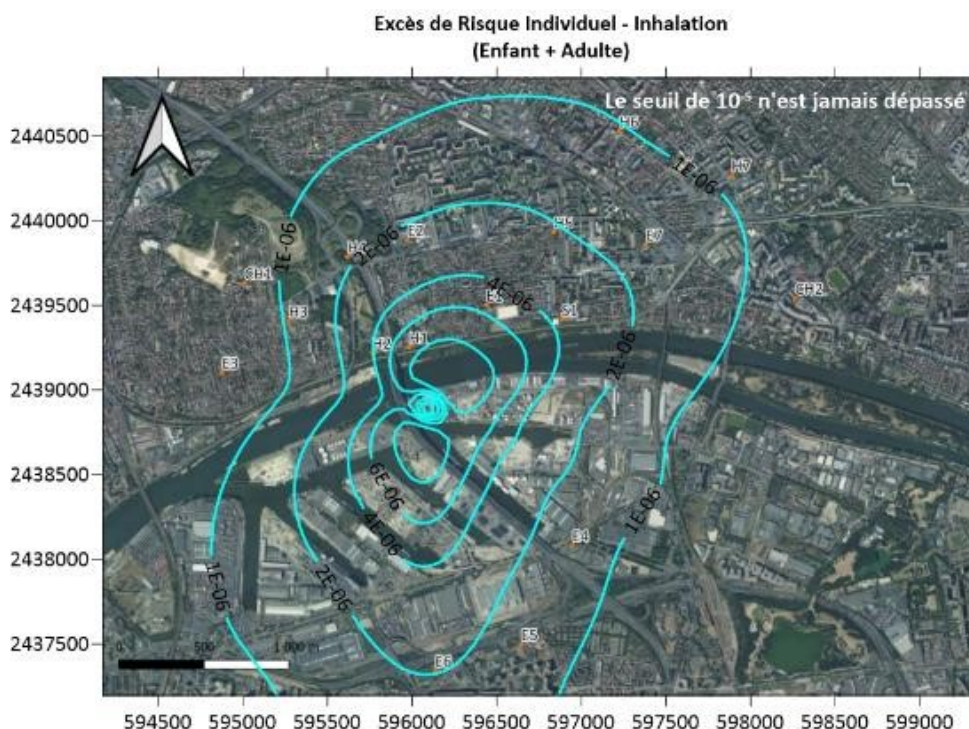 Excès de Risque Individuel - Inhalation
(Enfant + Adulte)
Le seuil de 10⁻⁵ n'est jamais dépassé
2440500
2440000
2439500
2439000
2438500
2438000
2437500
H6
H7
1E-06
1E-06
2E-06
E2
H5
E7
CH1
4E-06
E1
S1
CH2
H3
H2
H1
E3
2E-06
6E-06
4E-06
1E-06
E4
1E-06
2E-06
E5
E6
0 500 1 000 m
594500 595000 595500 596000 596500 597000 597500 598000 598500 599000